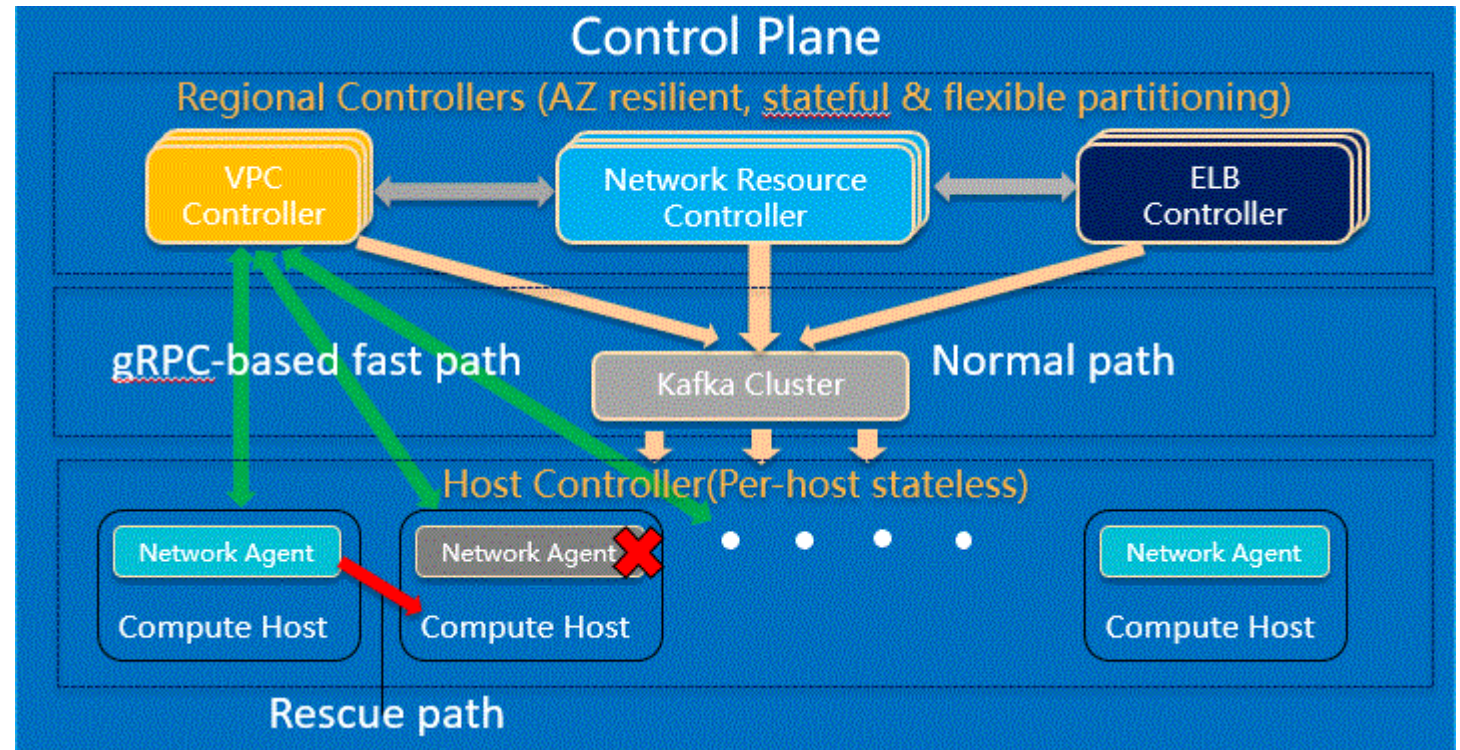 Control Plane
Regional Controllers (AZ resilient, stateful & flexible partitioning)
VPC
Controller
Network Resource
Controller
ELB
Controller
gRPC-based fast path
Kafka Cluster
Normal path
Host Controller(Per-host stateless)
Network Agent
Compute Host
Network Agent
Compute Host
Network Agent
Compute Host
Rescue path